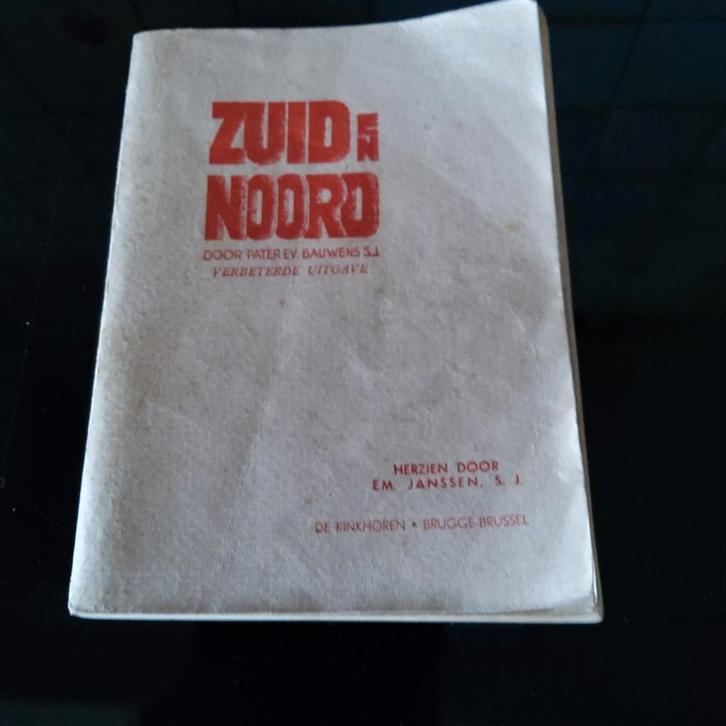 ZUID EN
NOORD
DOOR PATER EV. BAUWENS S.J.
VERBETERDE UITGAVE
HERZIEN DOOR
EM. JANSSEN, S. J.
DE KINKHOREN • BRUGGE-BRUSSEL